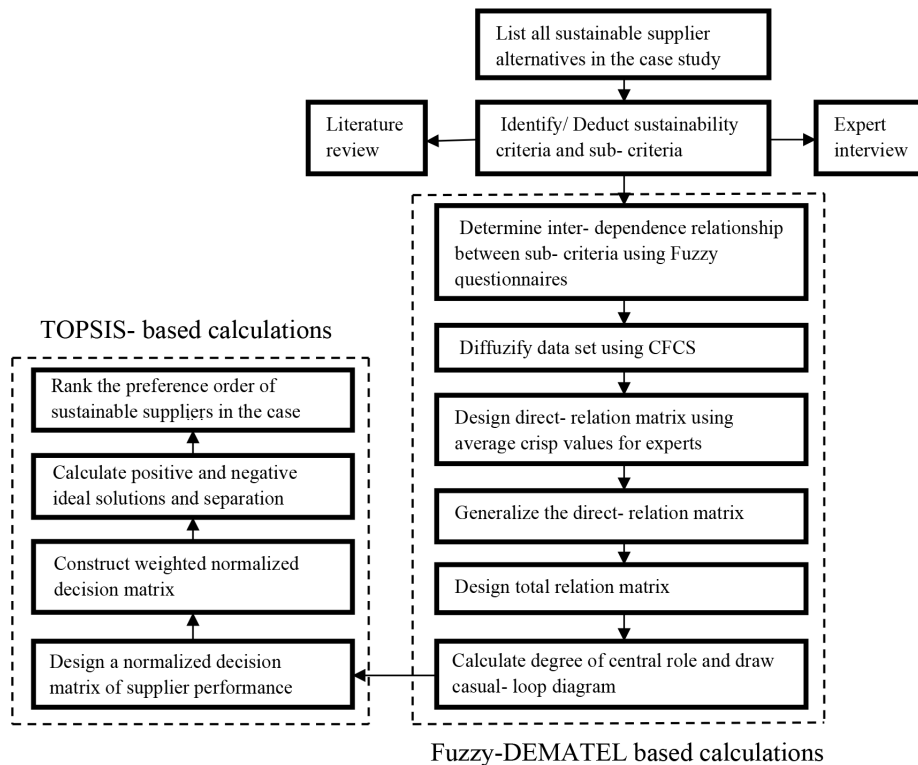 List all sustainable supplier
alternatives in the case study
Literature
review
Identify/ Deduct sustainability
criteria and sub- criteria
Expert
interview
Determine inter- dependence relationship
between sub- criteria using Fuzzy
questionnaires
Diffuzify data set using CFCS
Design direct- relation matrix using
average crisp values for experts
Generalize the direct- relation matrix
Design total relation matrix
Calculate degree of central role and draw
casual- loop diagram
Fuzzy-DEMATEL based calculations
TOPSIS- based calculations
Rank the preference order of
sustainable suppliers in the case
Calculate positive and negative
ideal solutions and separation
Construct weighted normalized
decision matrix
Design a normalized decision
matrix of supplier performance